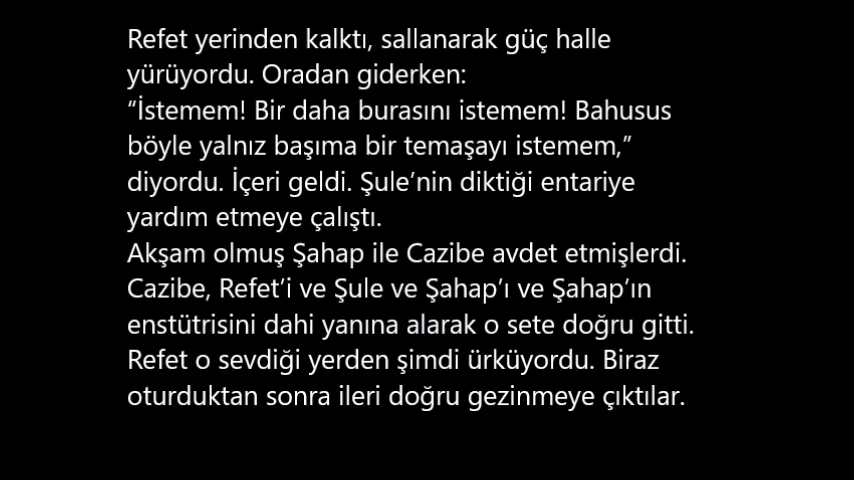 Refet yerinden kalktı, sallanarak güç halle
yürüyordu. Oradan giderken:
“İstemem! Bir daha burasını istemem! Bahusus
böyle yalnız başıma bir temaşayı istemem,”
diyordu. İçeri geldi. Şule’nin diktiği entariye
yardım etmeye çalıştı.
Akşam olmuş Şahap ile Cazibe avdet etmişlerdi.
Cazibe, Refet’i ve Şule ve Şahap’ı ve Şahap’ın
enstütrisini dahi yanına alarak o sete doğru gitti.
Refet o sevdiği yerden şimdi ürküyordu. Biraz
oturduktan sonra ileri doğru gezinmeye çıktılar.